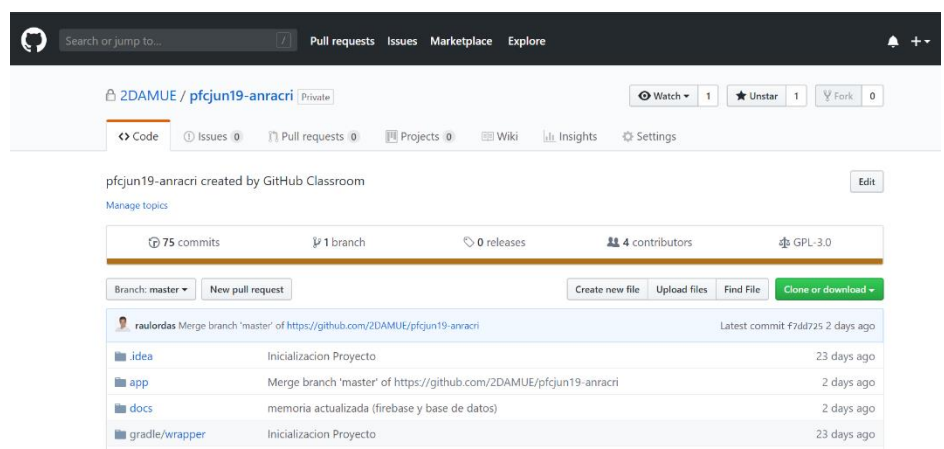 Search or jump to... / Pull requests Issues Marketplace Explore
2DAMUE / pfcjun19-anracri Private Watch 1 Unstar 1 Fork 0
Code Issues 0 Pull requests 0 Projects 0 Wiki Insights Settings
pfcjun19-anracri created by GitHub Classroom Edit
Manage topics
75 commits 1 branch 0 releases 4 contributors GPL-3.0
Branch: master New pull request Create new file Upload files Find File Clone or download
raulordas Merge branch 'master' of https://github.com/2DAMUE/pfcjun19-anracri Latest commit f7dd725 2 days ago
.idea Inicializacion Proyecto 23 days ago
app Merge branch 'master' of https://github.com/2DAMUE/pfcjun19-anracri 2 days ago
docs memoria actualizada (firebase y base de datos) 2 days ago
gradle/wrapper Inicializacion Proyecto 23 days ago